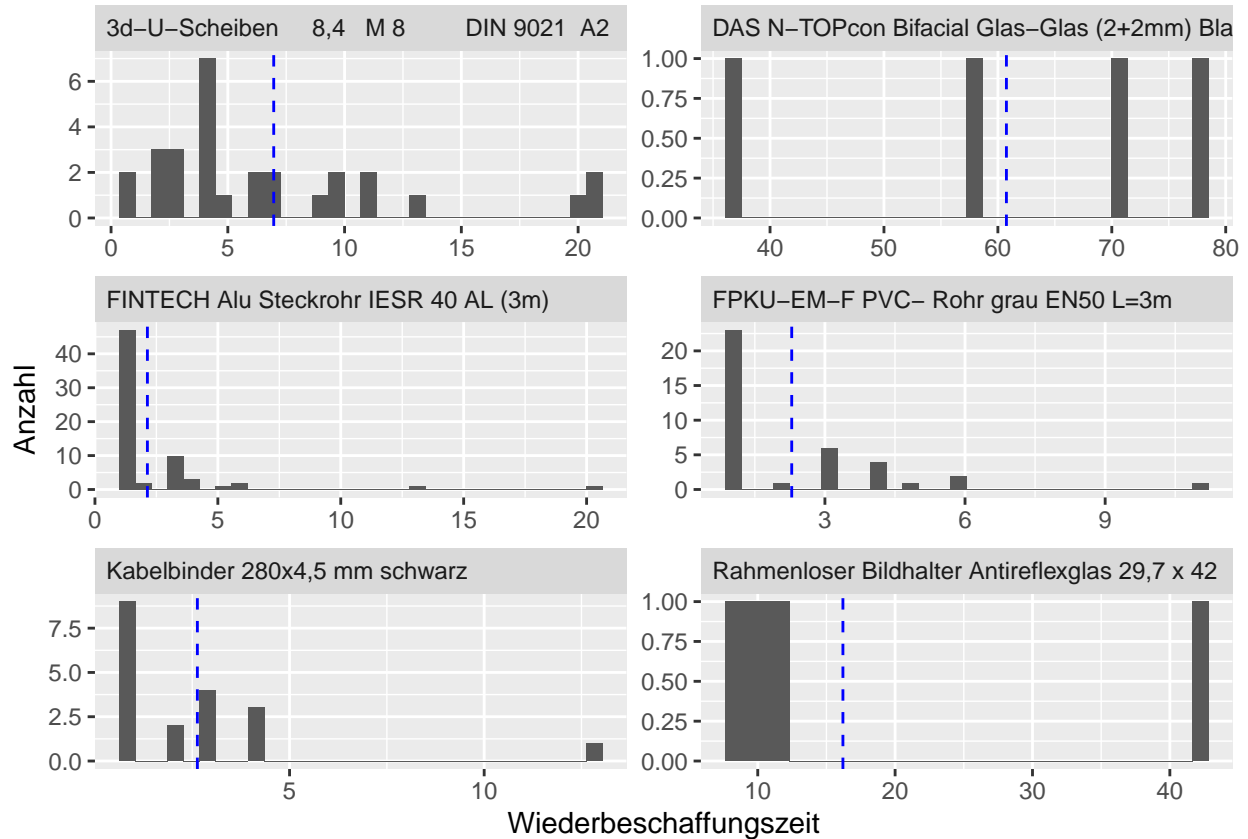 3d−U−Scheiben 8,4 M 8 DIN 9021 A2
DAS N−TOPcon Bifacial Glas−Glas (2+2mm) Bla
6
4
2
0
0 5 10 15 20
1.00
0.75
0.50
0.25
0.00
40 50 60 70 80
FINTECH Alu Steckrohr IESR 40 AL (3m)
FPKU−EM−F PVC− Rohr grau EN50 L=3m
40
30
20
10
0
0 5 10 15 20
20
15
10
5
0
3 6 9
Kabelbinder 280x4,5 mm schwarz
Rahmenloser Bildhalter Antireflexglas 29,7 x 42
7.5
5.0
2.5
0.0
5 10
1.00
0.75
0.50
0.25
0.00
10 20 30 40
Anzahl
Wiederbeschaffungszeit